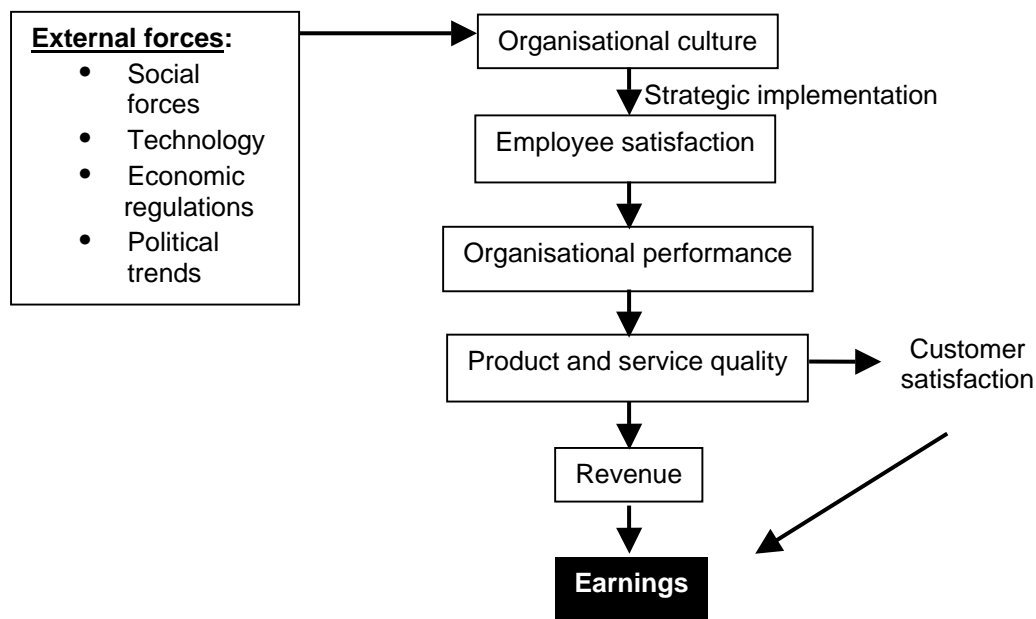 External forces:
• Social
forces
• Technology
• Economic
regulations
• Political
trends
Organisational culture
Strategic implementation
Employee satisfaction
Organisational performance
Product and service quality
Customer
satisfaction
Revenue
Earnings